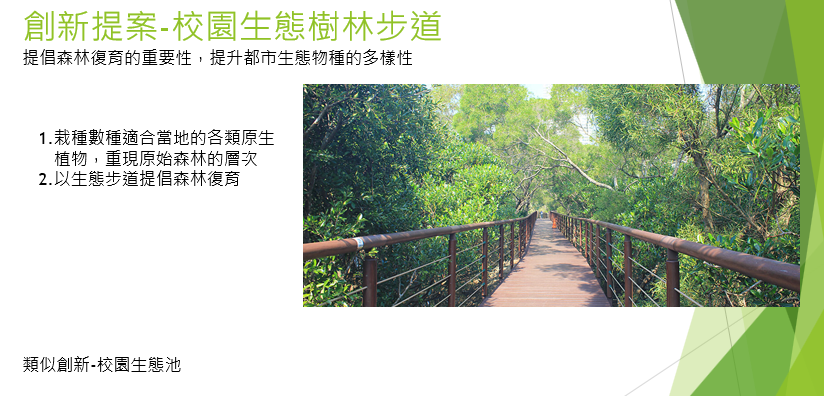 創新提案-校園生態樹林步道
提倡森林復育的重要性，提升都市生態物種的多樣性
1.栽種數種適合當地的各類原生
植物，重現原始森林的層次
2.以生態步道提倡森林復育
類似創新-校園生態池